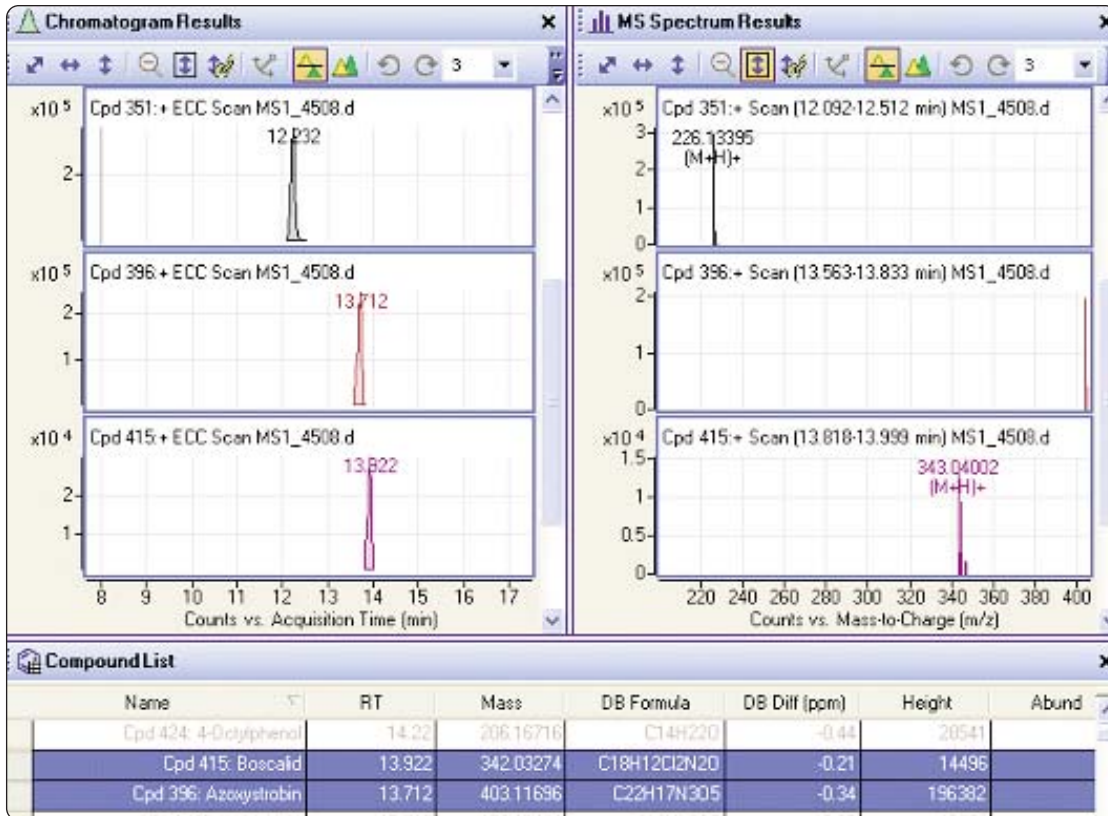 Chromatogram Results
3
x10 5
Cpd 351:+ ECC Scan MS1_4508.d
12.232
2
x10 5
Cpd 396:+ ECC Scan MS1_4508.d
13.712
2
1
x10 4
Cpd 415:+ ECC Scan MS1_4508.d
13.922
2
1
8 9 10 11 12 13 14 15 16 17
Counts vs. Acquisition Time (min)
MS Spectrum Results
3
x10 5
Cpd 351:+ Scan (12.092-12.512 min) MS1_4508.d
3
226.13395
(M+H)+
2
1
0
x10 5
Cpd 396:+ Scan (13.563-13.833 min) MS1_4508.d
2
1
0
x10 4
Cpd 415:+ Scan (13.818-13.999 min) MS1_4508.d
1.5
343.04002
(M+H)+
1
0.5
0
220 240 260 280 300 320 340 360 380 400
Counts vs. Mass-to-Charge (m/z)
Compound List
Name RT Mass DB Formula DB Diff (ppm) Height Abund
Cpd 424: 4-Octylphenol 14.22 206.16716 C14H22O -0.44 20541
Cpd 415: Boscalid 13.922 342.03274 C18H12Cl2N2O -0.21 14496
Cpd 396: Azoxystrobin 13.712 403.11696 C22H17N3O5 -0.34 196382